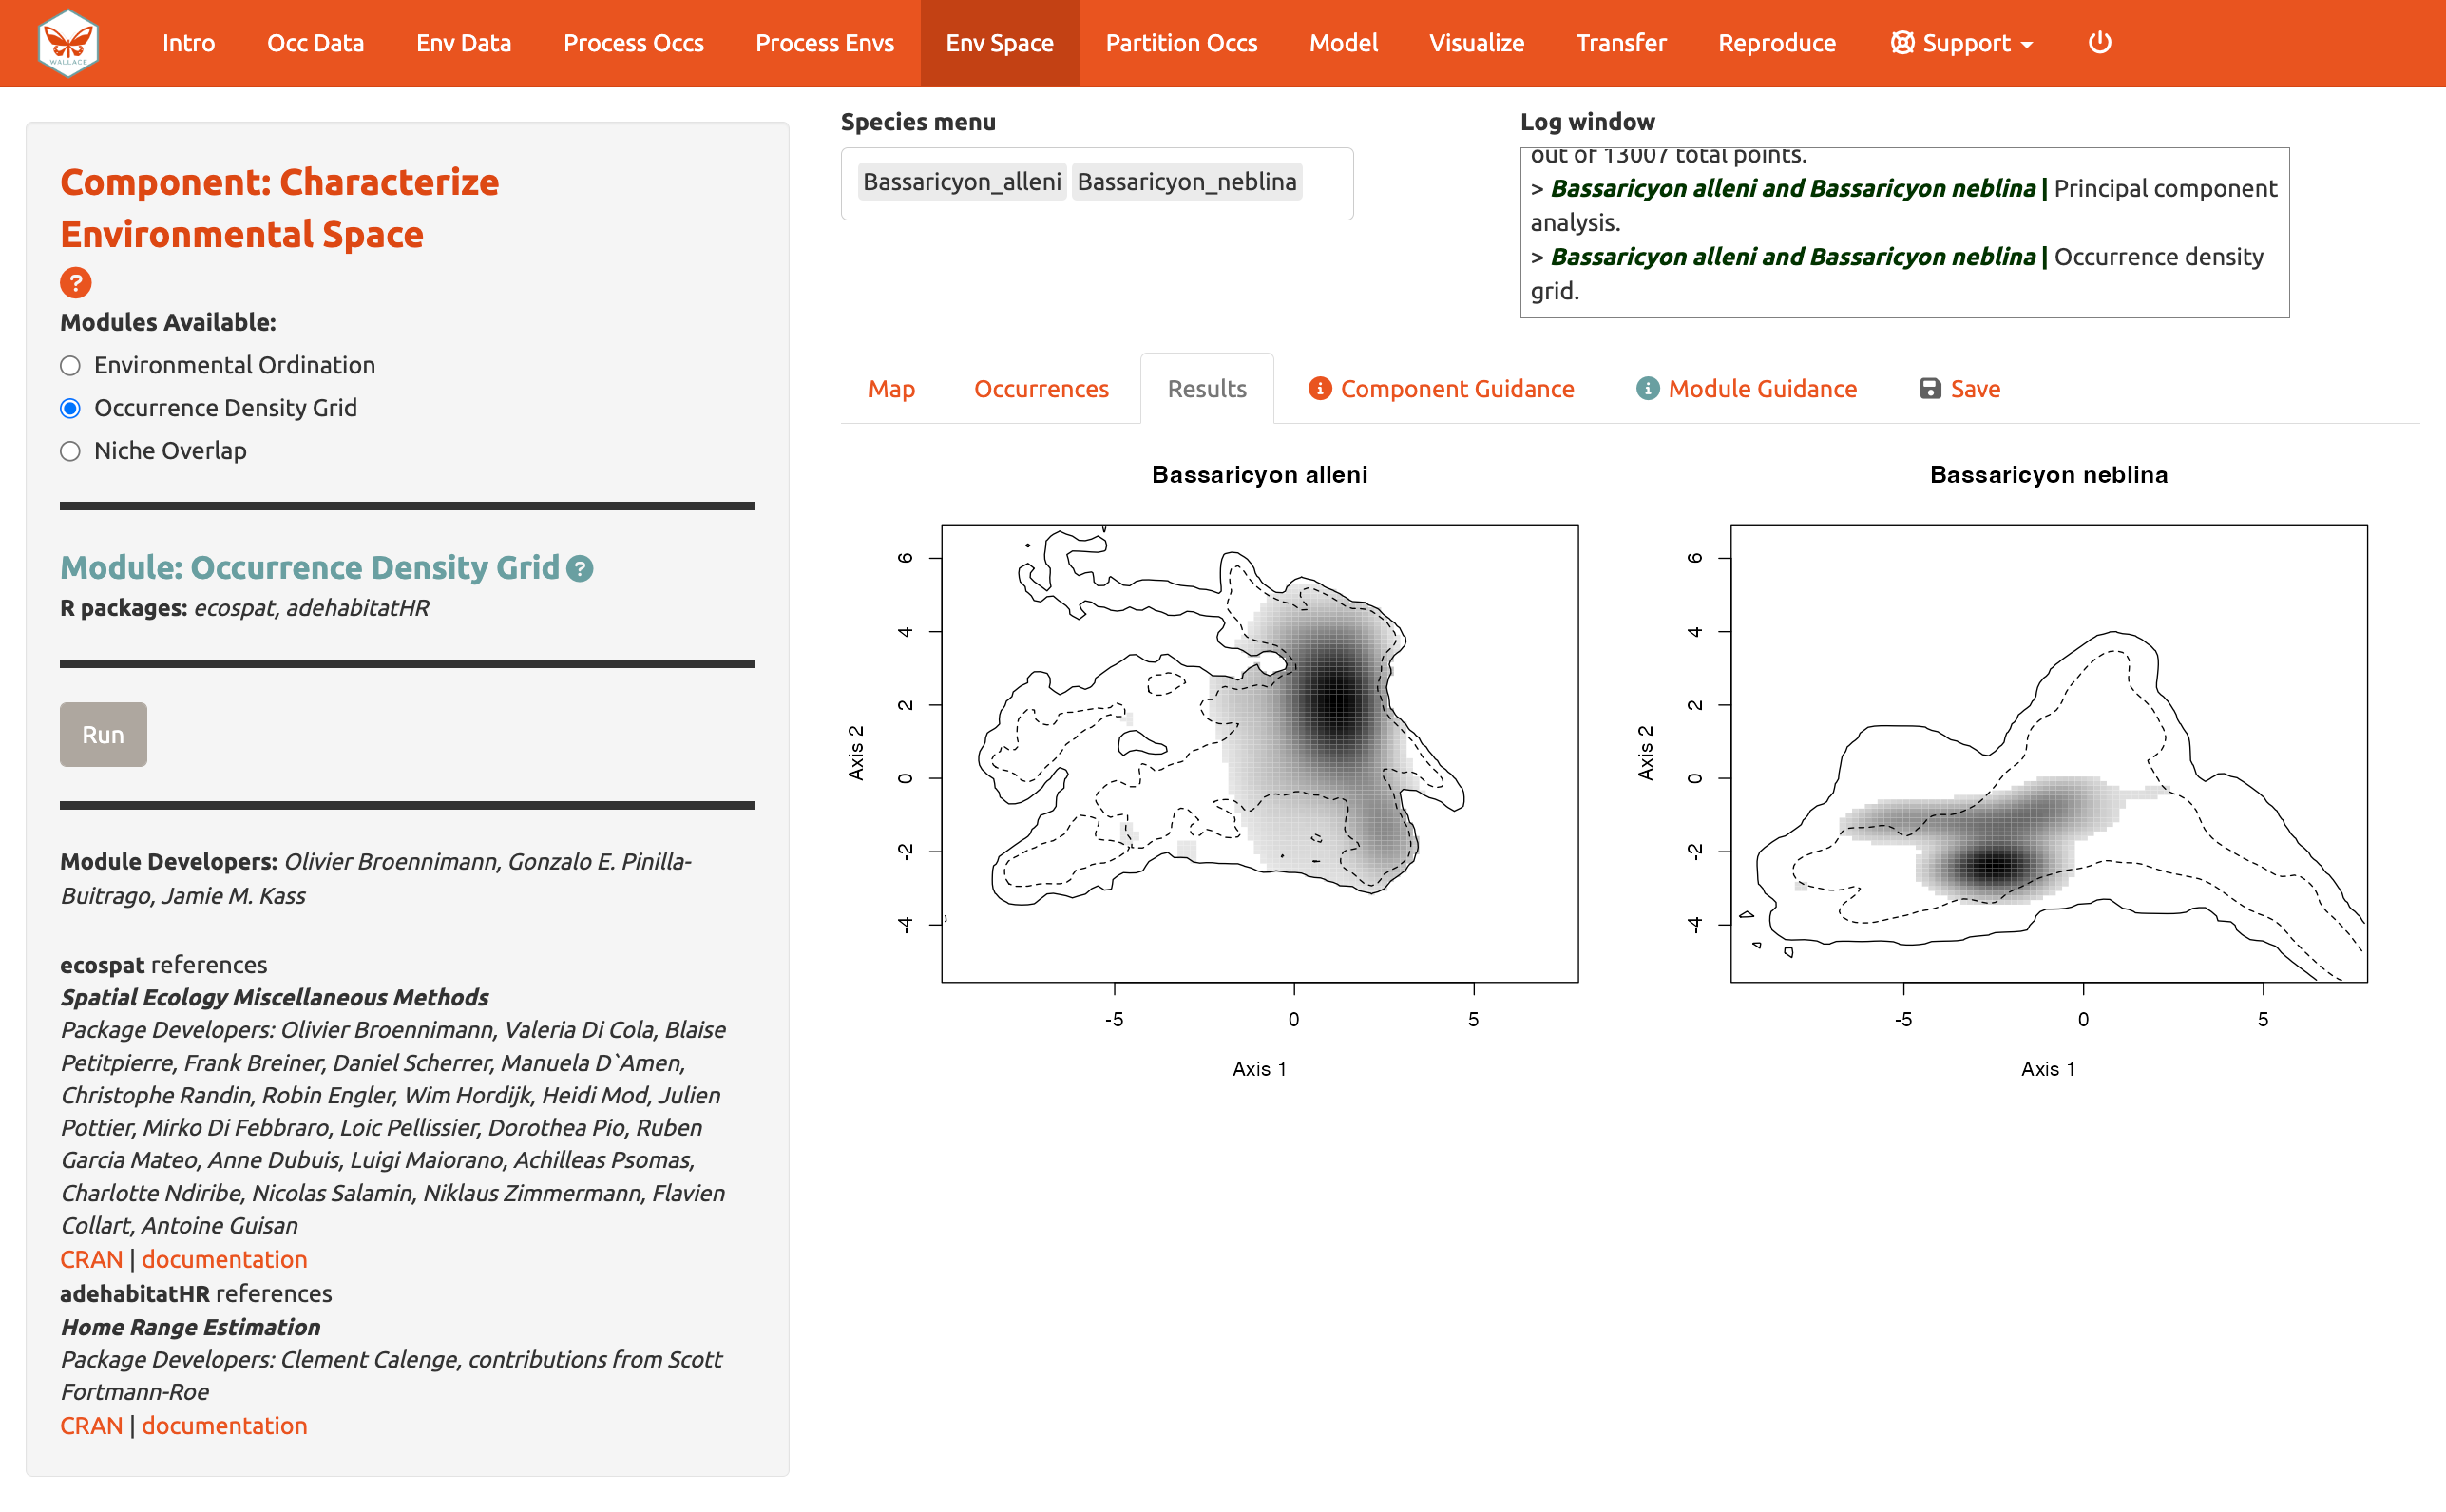 WALLACE
Intro
Occ Data
Env Data
Process Occs
Process Envs
Env Space
Partition Occs
Model
Visualize
Transfer
Reproduce
Support
Component: Characterize
Environmental Space
?
Modules Available:
Environmental Ordination
Occurrence Density Grid
Niche Overlap
Module: Occurrence Density Grid ?
R packages: ecospat, adehabitatHR
Run
Module Developers: Olivier Broennimann, Gonzalo E. Pinilla-
Buitrago, Jamie M. Kass
ecospat references
Spatial Ecology Miscellaneous Methods
Package Developers: Olivier Broennimann, Valeria Di Cola, Blaise
Petitpierre, Frank Breiner, Daniel Scherrer, Manuela D`Amen,
Christophe Randin, Robin Engler, Wim Hordijk, Heidi Mod, Julien
Pottier, Mirko Di Febbraro, Loic Pellissier, Dorothea Pio, Ruben
Garcia Mateo, Anne Dubuis, Luigi Maiorano, Achilleas Psomas,
Charlotte Ndiribe, Nicolas Salamin, Niklaus Zimmermann, Flavien
Collart, Antoine Guisan
CRAN | documentation
adehabitatHR references
Home Range Estimation
Package Developers: Clement Calenge, contributions from Scott
Fortmann-Roe
CRAN | documentation
Species menu
Bassaricyon_alleni Bassaricyon_neblina
Log window
out of 13007 total points.
> Bassaricyon alleni and Bassaricyon neblina | Principal component
analysis.
> Bassaricyon alleni and Bassaricyon neblina | Occurrence density
grid.
Map
Occurrences
Results
Component Guidance
Module Guidance
Save
Bassaricyon alleni
6
4
2
0
-2
-4
Axis 2
-5
0
5
Axis 1
Bassaricyon neblina
6
4
2
0
-2
-4
Axis 2
-5
0
5
Axis 1